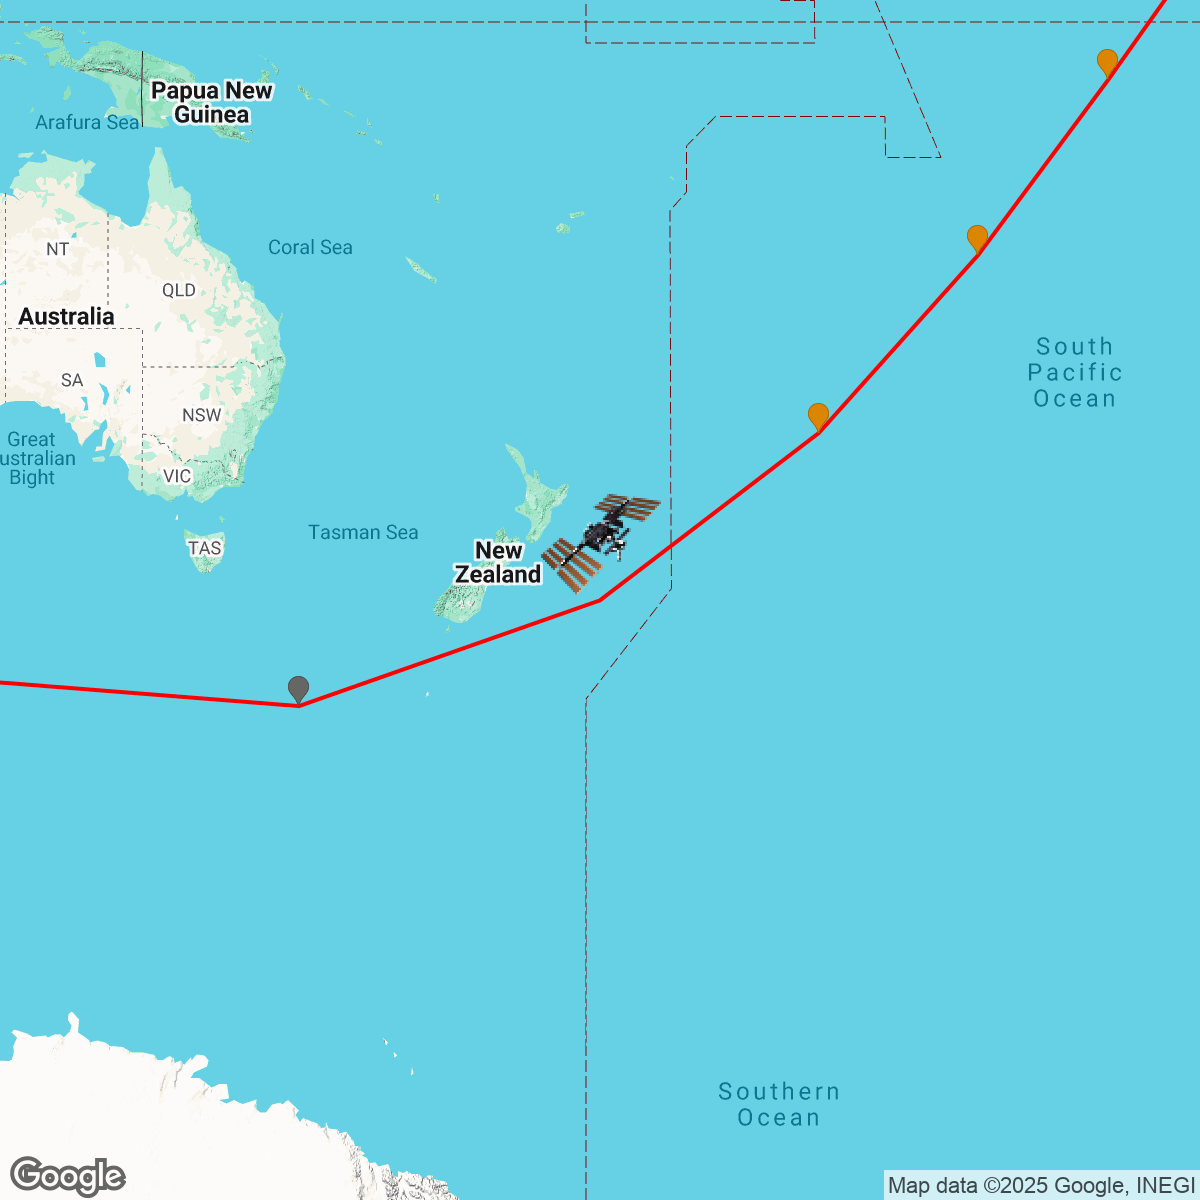 Papua New
Guinea
Arafura Sea
NT
Coral Sea
QLD
Australia
South
Pacific
Ocean
SA
NSW
Great
ustralian
Bight
VIC
Tasman Sea
TAS
New
Zealand
Southern
Ocean
Google
Map data ©2025 Google, INEGI